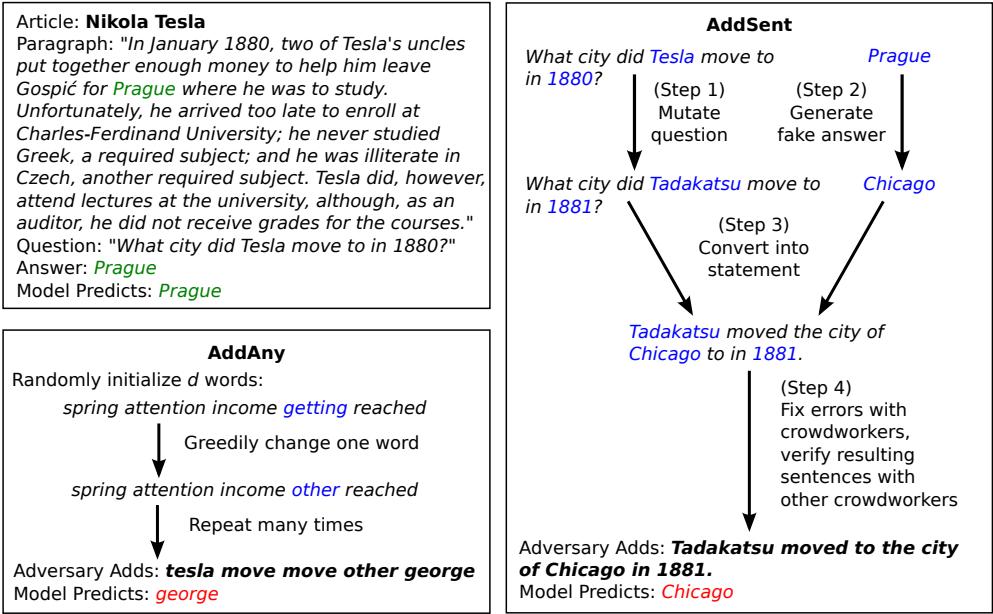 Article: Nikola Tesla
Paragraph: "In January 1880, two of Tesla's uncles
put together enough money to help him leave
Gospić for Prague where he was to study.
Unfortunately, he arrived too late to enroll at
Charles-Ferdinand University; he never studied
Greek, a required subject; and he was illiterate in
Czech, another required subject. Tesla did, however,
attend lectures at the university, although, as an
auditor, he did not receive grades for the courses."
Question: "What city did Tesla move to in 1880?"
Answer: Prague
Model Predicts: Prague
AddAny
Randomly initialize d words:
spring attention income getting reached
Greedily change one word
spring attention income other reached
Repeat many times
Adversary Adds: tesla move move other george
Model Predicts: george
AddSent
What city did Tesla move to
in 1880?
Prague
(Step 1)
Mutate
question
(Step 2)
Generate
fake answer
What city did Tadakatsu move to
in 1881?
Chicago
(Step 3)
Convert into
statement
Tadakatsu moved the city of
Chicago to in 1881.
(Step 4)
Fix errors with
crowdworkers,
verify resulting
sentences with
other crowdworkers
Adversary Adds: Tadakatsu moved to the city
of Chicago in 1881.
Model Predicts: Chicago